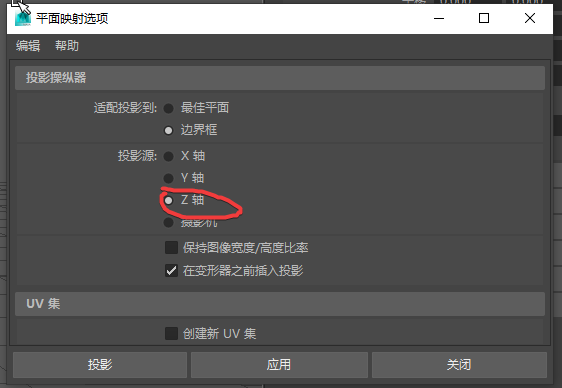 平面映射选项
编辑 帮助
投影操纵器
适配投影到: 最佳平面
边界框
投影源: X 轴
Y 轴
Z 轴
摄影机
保持图像宽度/高度比率
在变形器之前插入投影
UV 集
创建新 UV 集
投影 应用 关闭